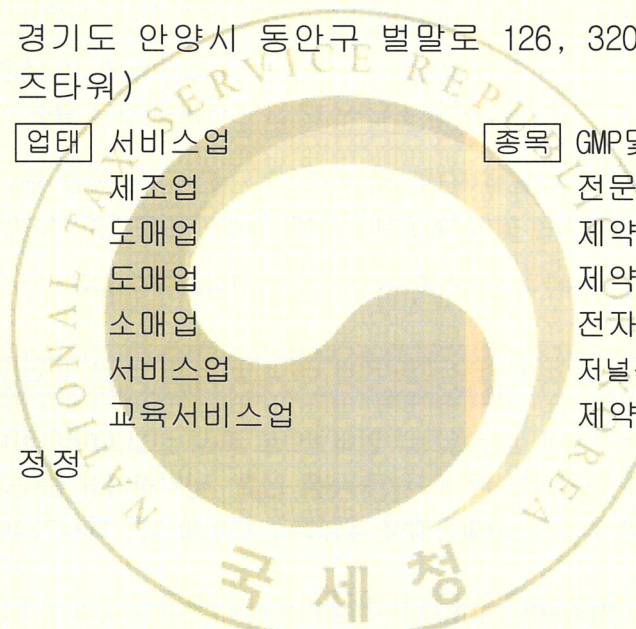 경기도 안양시 동안구 벌말로 126, 320
즈타워)
업태 서비스업 종목 GMP및
제조업 전문
도매업 제약
도매업 제약
소매업 전자
서비스업 저널
교육서비스업 제약
정정
NATIONAL TAX SERVICE REPUBLIC OF KOREA
국세청